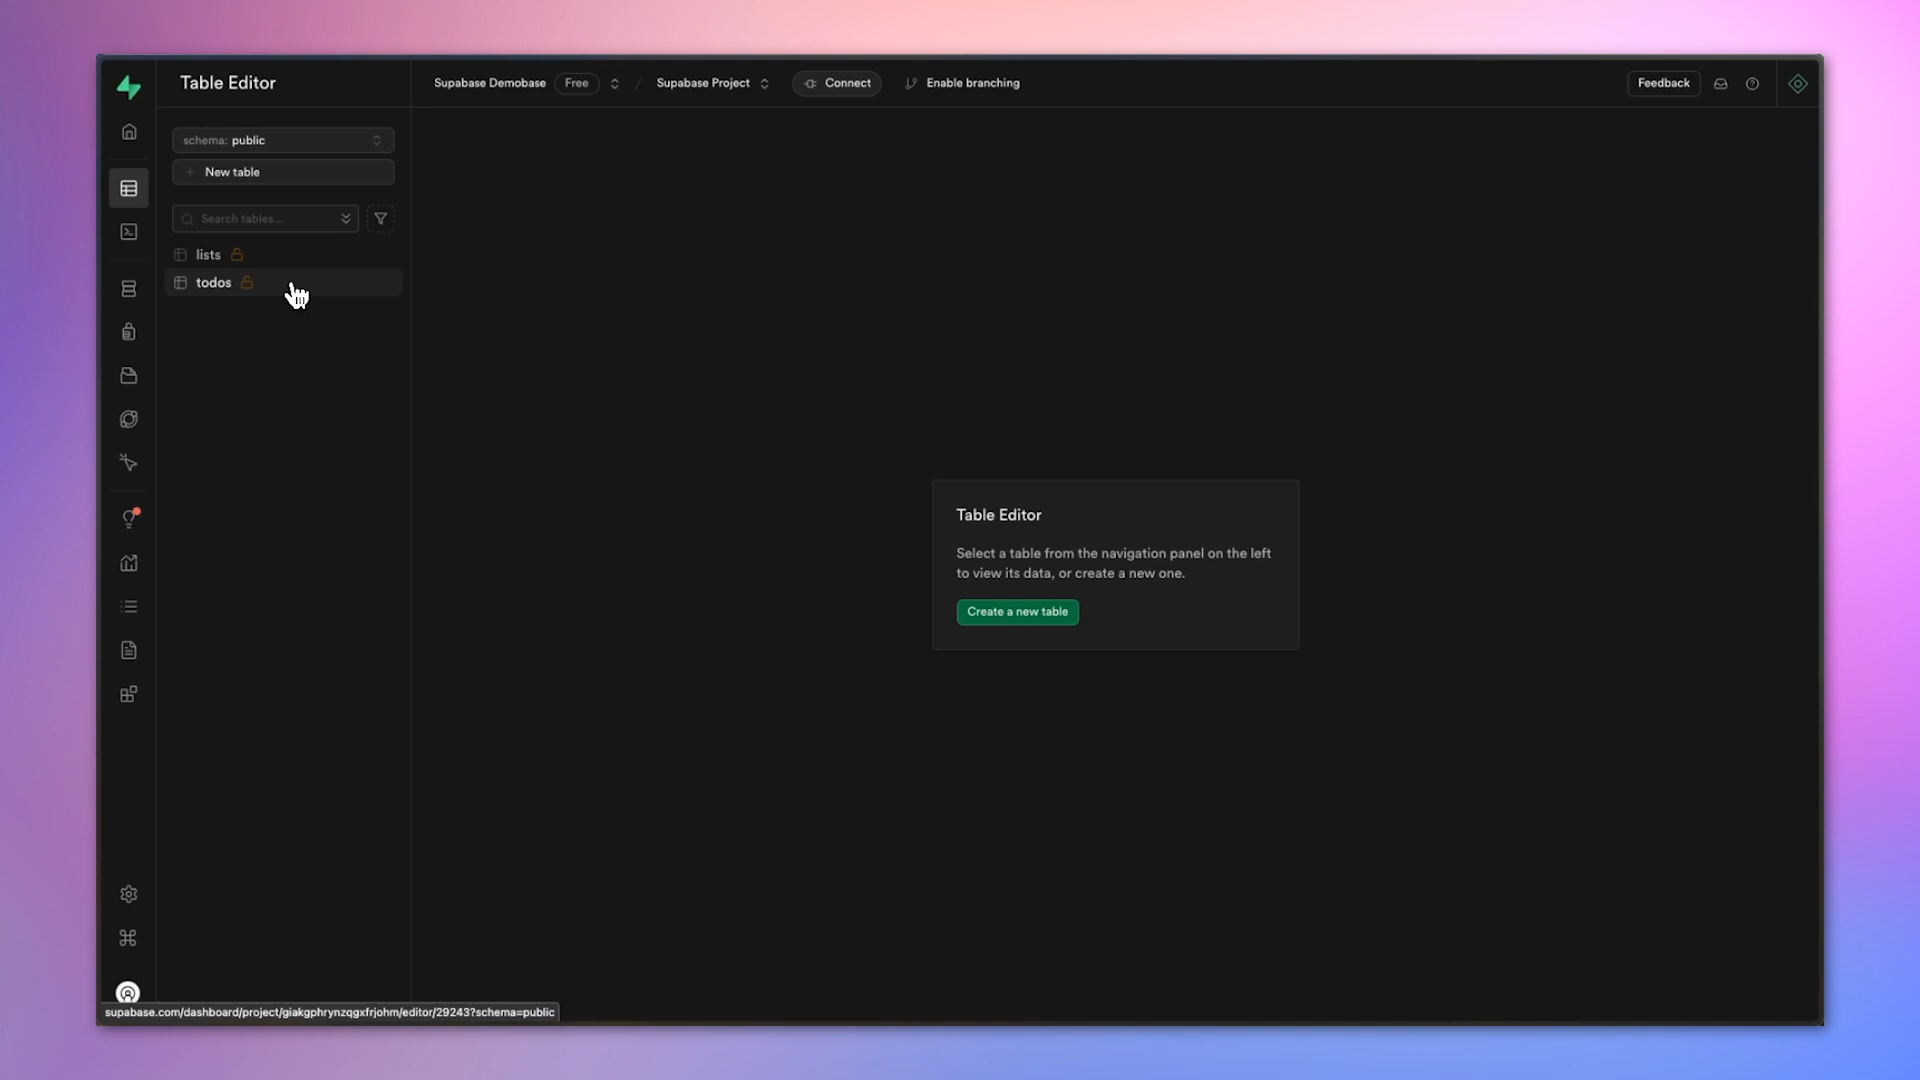 Table Editor
Supabase Demobase Free / Supabase Project Connect Enable branching Feedback
schema: public
New table
Search tables...
lists
todos
Table Editor
Select a table from the navigation panel on the left
to view its data, or create a new one.
Create a new table
supabase.com/dashboard/project/giakgphrynzqgxfrjohm/editor/29243?schema=public